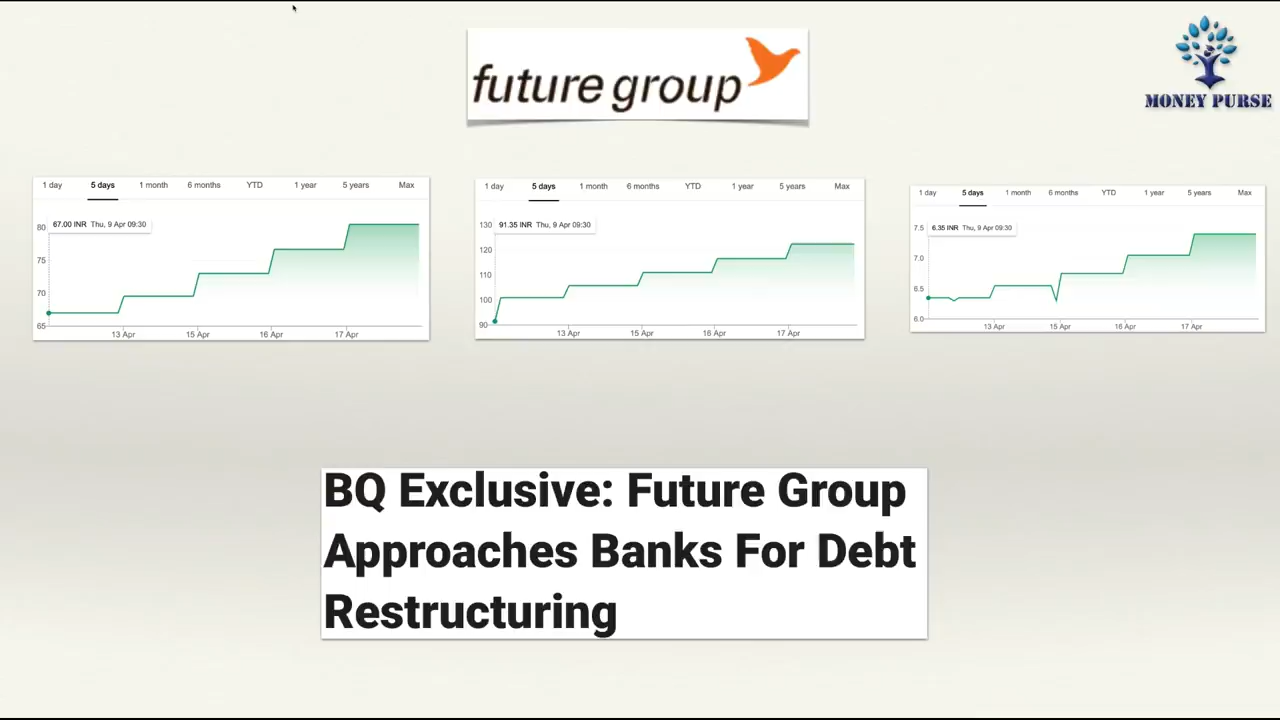 future group
MONEY PURSE
1 day 5 days 1 month 6 months YTD 1 year 5 years Max
67.00 INR Thu, 9 Apr 09:30
80
75
70
65
13 Apr 15 Apr 16 Apr 17 Apr
1 day 5 days 1 month 6 months YTD 1 year 5 years Max
91.35 INR Thu, 9 Apr 09:30
130
120
110
100
90
13 Apr 15 Apr 16 Apr 17 Apr
1 day 5 days 1 month 6 months YTD 1 year 5 years Max
6.35 INR Thu, 9 Apr 09:30
7.5
7.0
6.5
6.0
13 Apr 15 Apr 16 Apr 17 Apr
BQ Exclusive: Future Group
Approaches Banks For Debt
Restructuring